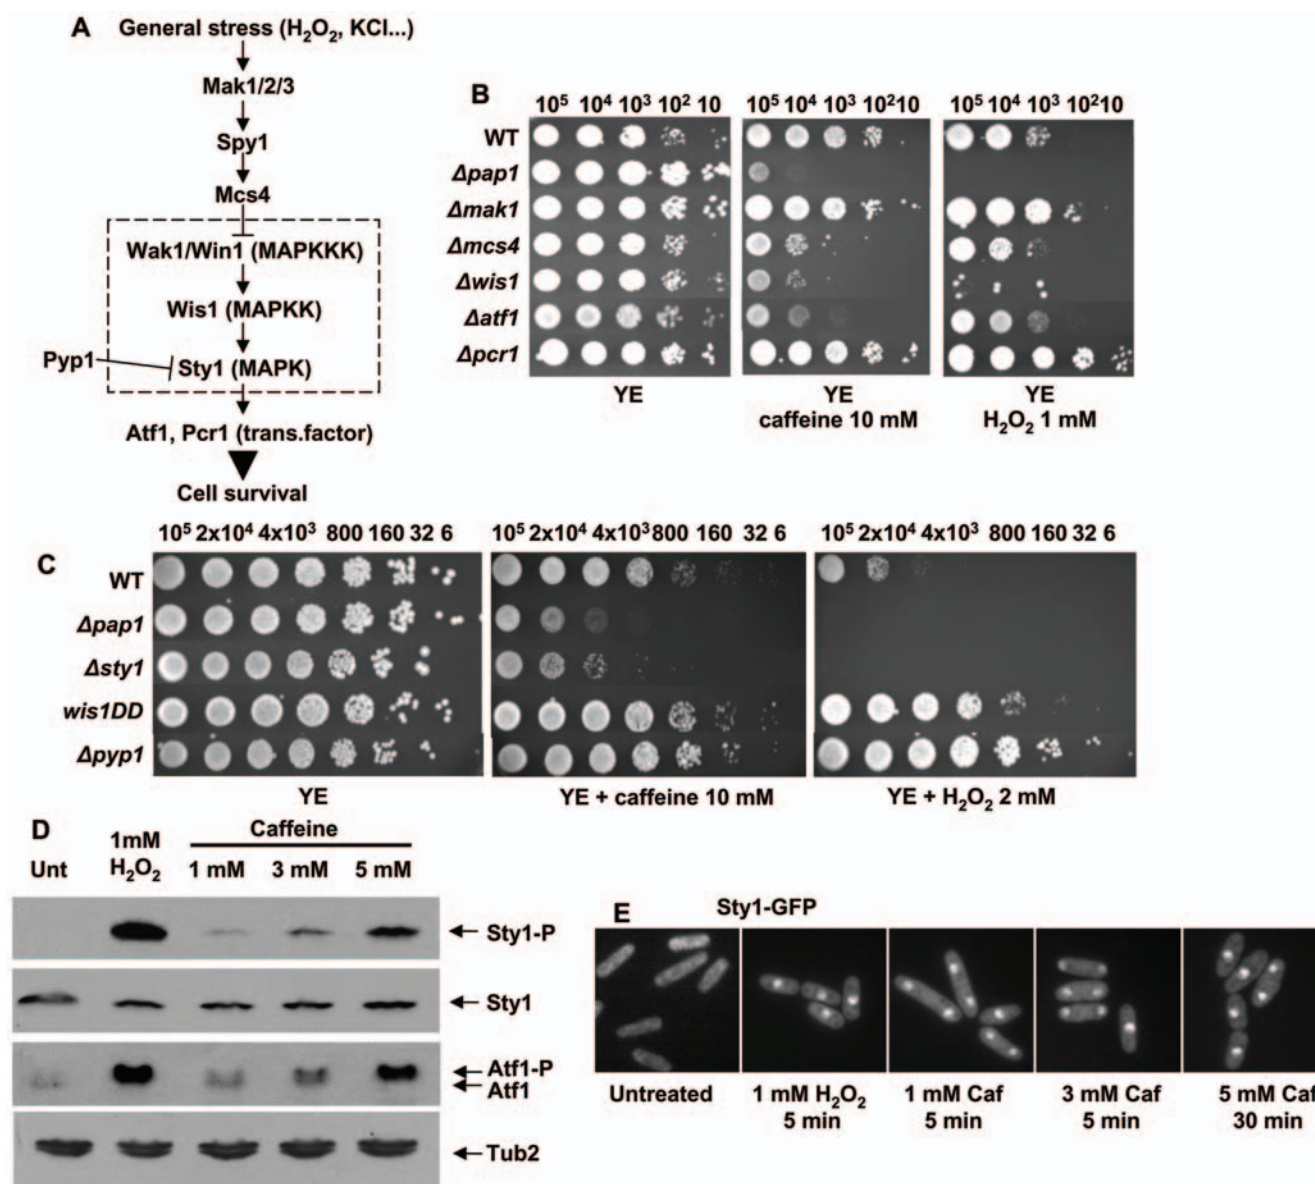 A
General stress (H₂O₂, KCl...)
Mak1/2/3
Spy1
Mcs4
Wak1/Win1 (MAPKKK)
Wis1 (MAPKK)
Pyp1
Sty1 (MAPK)
Atf1, Pcr1 (trans.factor)
Cell survival
B
10⁵ 10⁴ 10³ 10² 10
10⁵ 10⁴ 10³ 10² 10
10⁵ 10⁴ 10³ 10² 10
WT
Δpap1
Δmak1
Δmcs4
Δwis1
Δatf1
Δpcr1
YE
YE
caffeine 10 mM
YE
H₂O₂ 1 mM
C
10⁵ 2x10⁴ 4x10³ 800 160 32 6
10⁵ 2x10⁴ 4x10³ 800 160 32 6
10⁵ 2x10⁴ 4x10³ 800 160 32 6
WT
Δpap1
Δsty1
wis1DD
Δpyp1
YE
YE + caffeine 10 mM
YE + H₂O₂ 2 mM
D
Unt
1mM
H₂O₂
Caffeine
1 mM 3 mM 5 mM
Sty1-P
Sty1
Atf1-P
Atf1
Tub2
E
Sty1-GFP
Untreated
1 mM H₂O₂
5 min
1 mM Caf
5 min
3 mM Caf
5 min
5 mM Caf
30 min